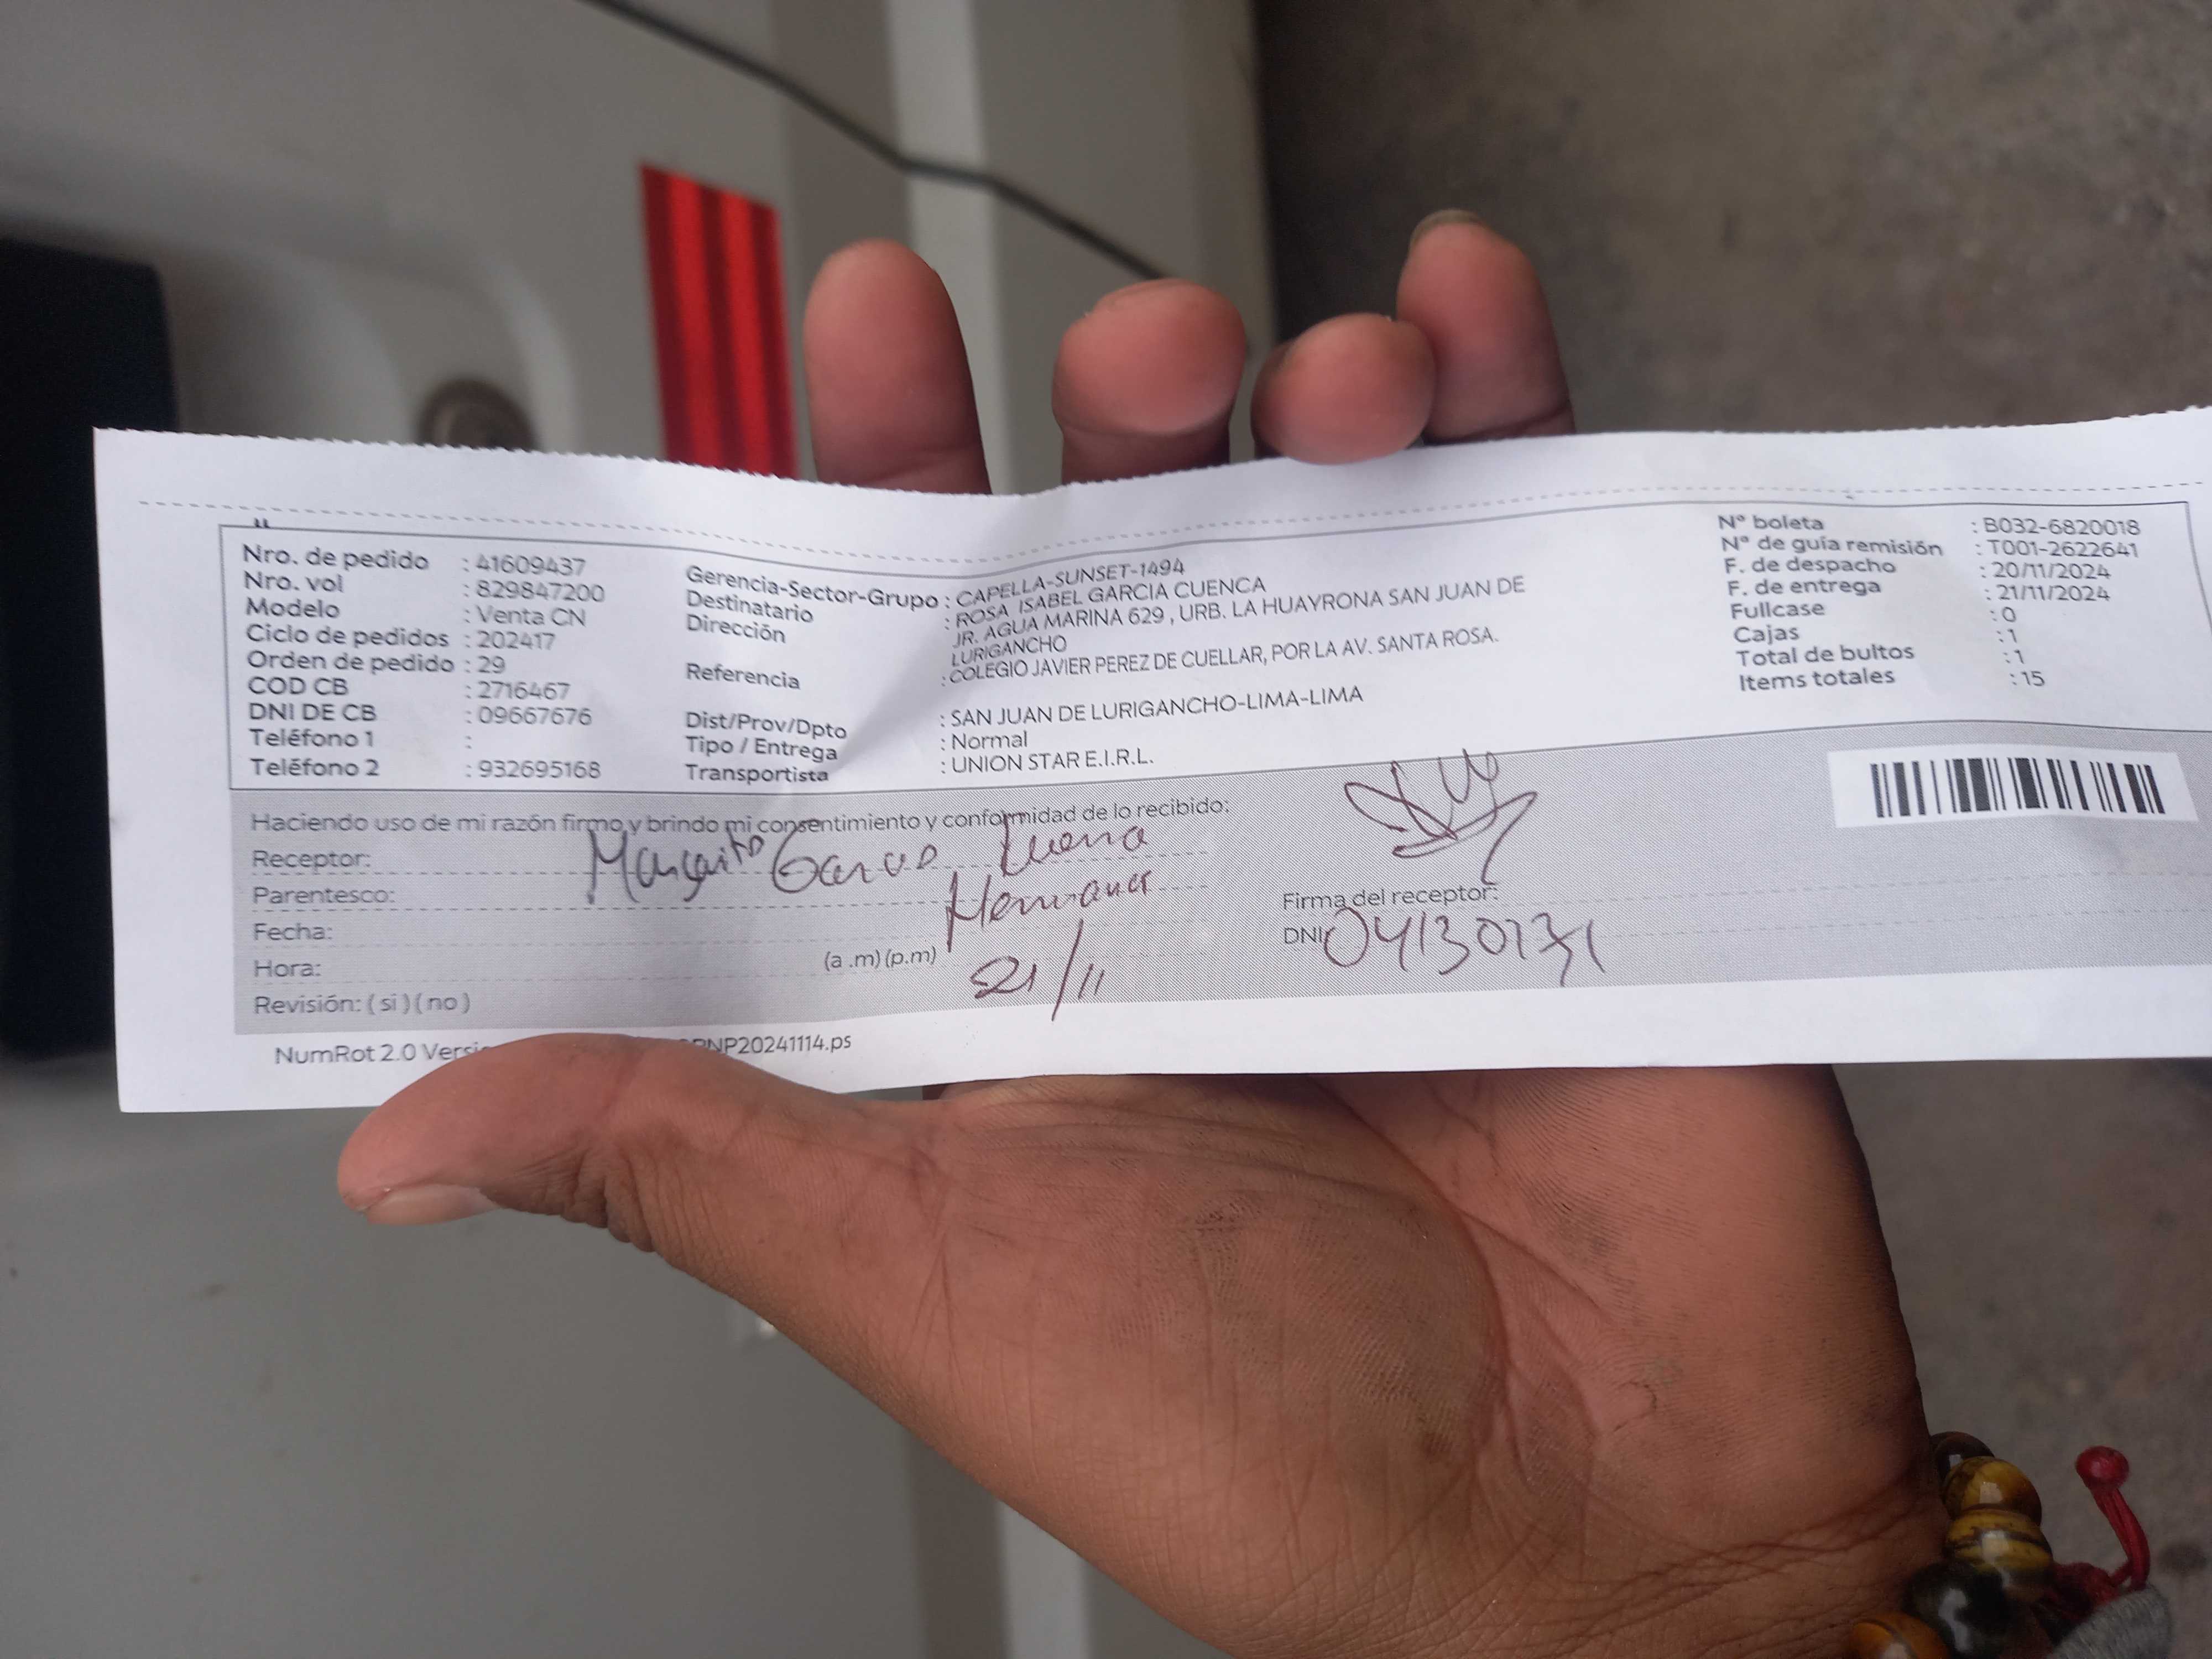 Nro. de pedido : 41609437
Nro. vol : 829847200
Modelo : Venta CN
Ciclo de pedidos : 202417
Orden de pedido : 29
COD CB : 2716467
DNI DE CB : 09667676
Teléfono 1 :
Teléfono 2 : 932695168
Gerencia-Sector-Grupo : CAPELLA-SUNSET-1494
Destinatario : ROSA ISABEL GARCIA CUENCA
Dirección : JR. AGUA MARINA 629 , URB. LA HUAYRONA SAN JUAN DE
LURIGANCHO
Referencia : COLEGIO JAVIER PEREZ DE CUELLAR, POR LA AV. SANTA ROSA.
Dist/Prov/Dpto : SAN JUAN DE LURIGANCHO-LIMA-LIMA
Tipo / Entrega : Normal
Transportista : UNION STAR E.I.R.L.
N° boleta : B032-6820018
N° de guía remisión : T001-2622641
F. de despacho : 20/11/2024
F. de entrega : 21/11/2024
Fullcase : 0
Cajas : 1
Total de bultos : 1
Items totales : 15
Haciendo uso de mi razón firmo y brindo mi consentimiento y conformidad de lo recibido:
Receptor: Margarita Garcia Cuenca
Parentesco: Hermana
Fecha: 21/11
Hora: (a .m) (p.m)
Revisión: ( si ) ( no )
Firma del receptor:
DNI 04130171
NumRot 2.0 Versi PNP20241114.ps